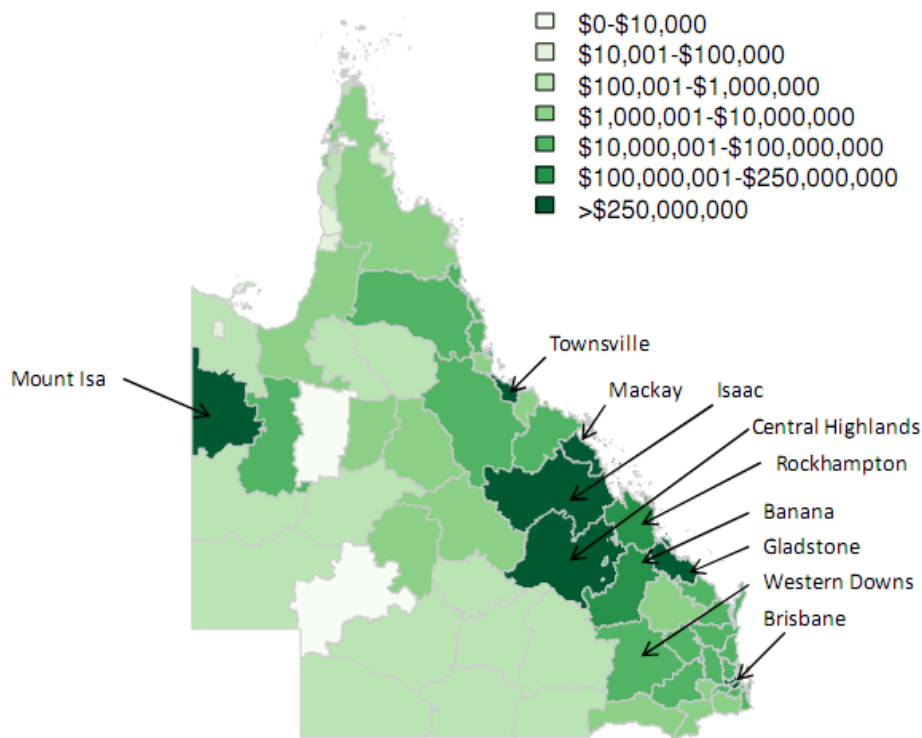 $0-$10,000
$10,001-$100,000
$100,001-$1,000,000
$1,000,001-$10,000,000
$10,000,001-$100,000,000
$100,000,001-$250,000,000
>$250,000,000
Townsville
Mount Isa
Mackay
Isaac
Central Highlands
Rockhampton
Banana
Gladstone
Western Downs
Brisbane